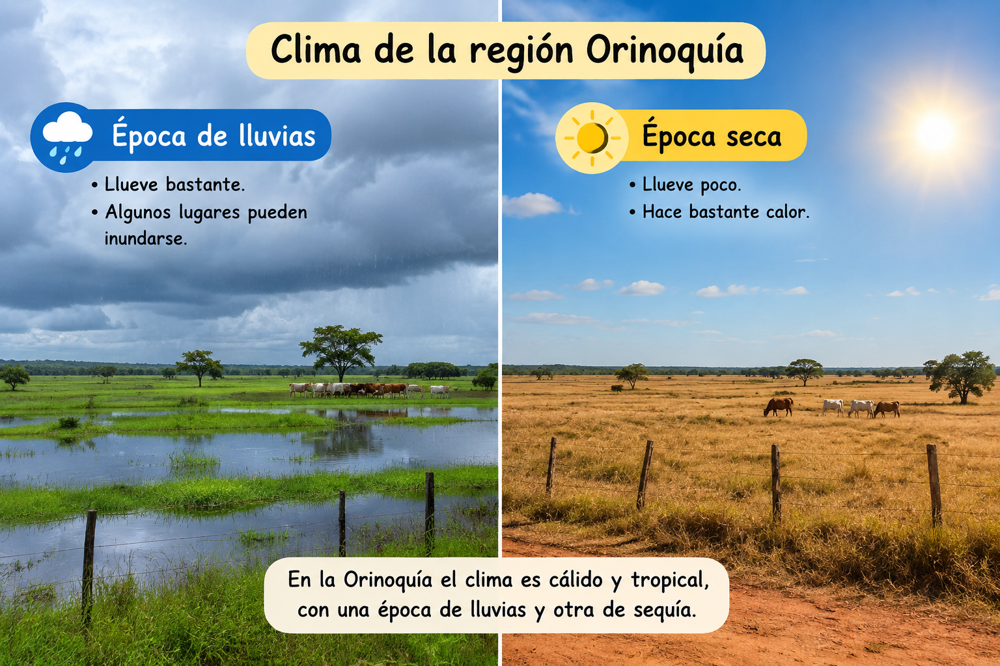 Clima de la región Orinoquía
Época de lluvias
• Llueve bastante.
• Algunos lugares pueden
inundarse.
Época seca
• Llueve poco.
• Hace bastante calor.
En la Orinoquía el clima es cálido y tropical,
con una época de lluvias y otra de sequía.